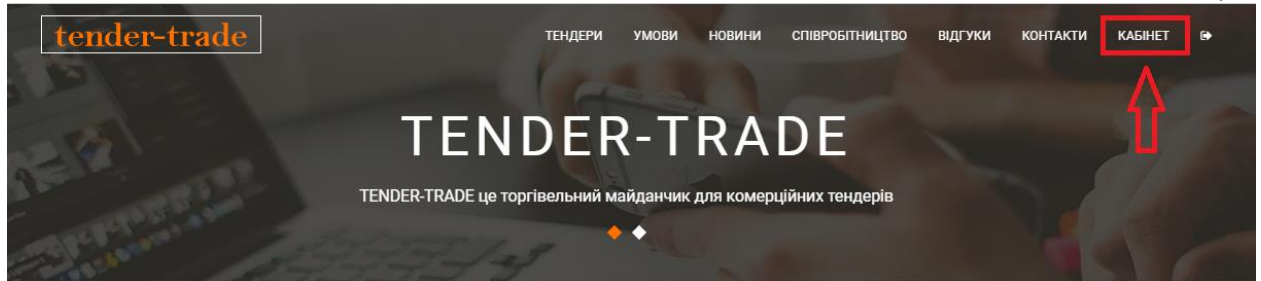 tender-trade
ТЕНДЕРИ УМОВИ НОВИНИ СПІВРОБІТНИЦТВО ВІДГУКИ КОНТАКТИ КАБІНЕТ
TENDER-TRADE
TENDER-TRADE це торгівельний майданчик для комерційних тендерів